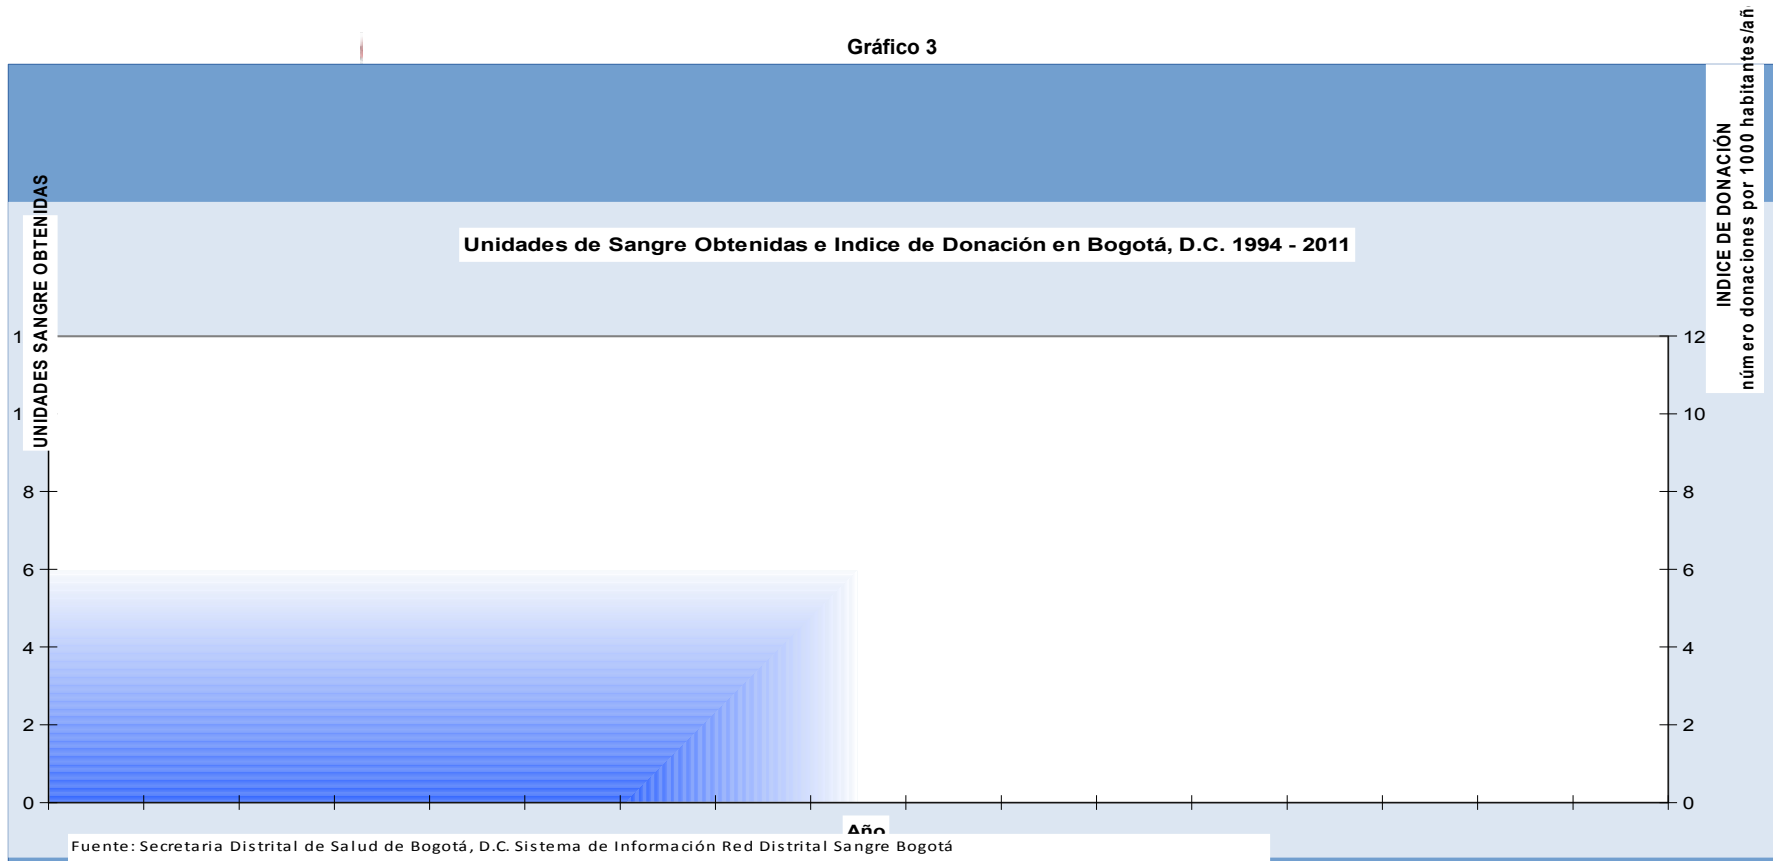 Gráfico 3
INDICE DE DONACIÓN
número donaciones por 1000 habitantes/añ
UNIDADES SANGRE OBTENIDAS
Unidades de Sangre Obtenidas e Indice de Donación en Bogotá, D.C. 1994 - 2011
1 12
1 10
8 8
6 6
4 4
2 2
0 0
Año
Fuente: Secretaria Distrital de Salud de Bogotá, D.C. Sistema de Información Red Distrital Sangre Bogotá